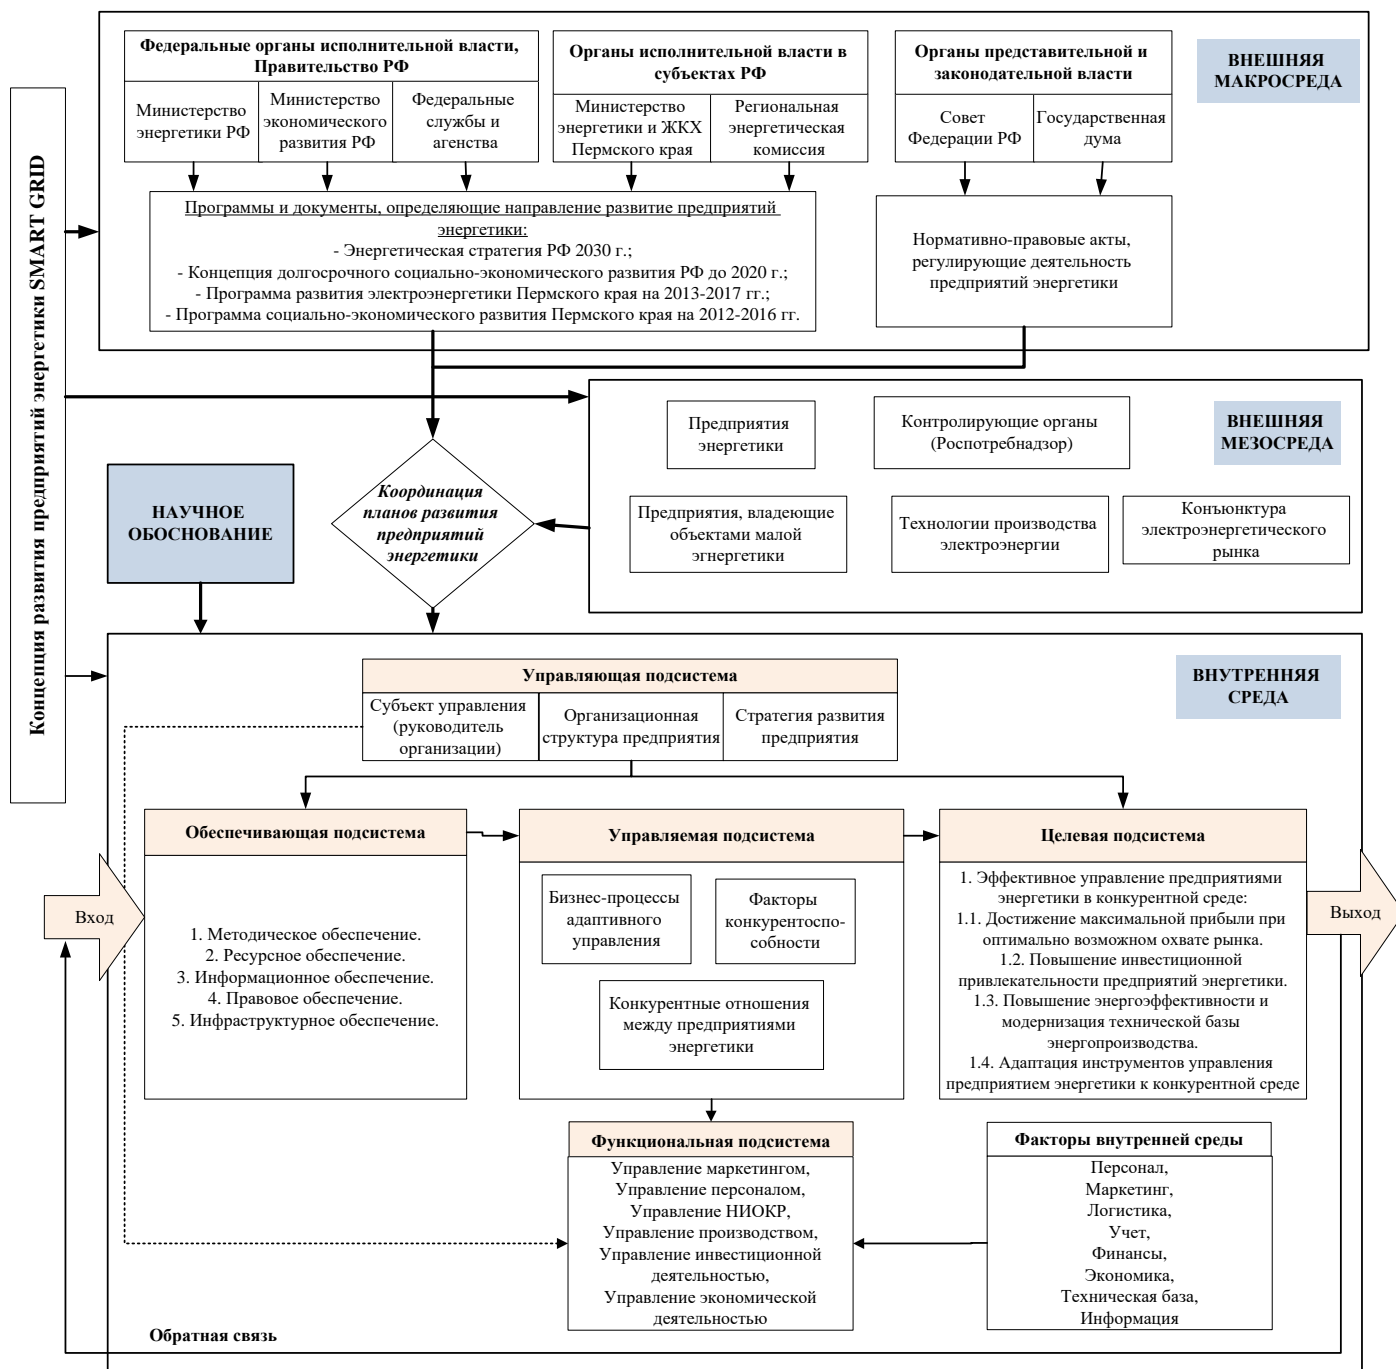 Концепция развития предприятий энергетики SMART GRID
Федеральные органы исполнительной власти,
Правительство РФ
Министерство
энергетики РФ
Министерство
экономического
развития РФ
Федеральные
службы и
агенства
Органы исполнительной власти в
субъектах РФ
Министерство
энергетики и ЖКХ
Пермского края
Региональная
энергетическая
комиссия
Органы представительной и
законодательной власти
Совет
Федерации РФ
Государственная
дума
ВНЕШНЯЯ
МАКРОСРЕДА
Программы и документы, определяющие направление развитие предприятий
энергетики:
- Энергетическая стратегия РФ 2030 г.;
- Концепция долгосрочного социально-экономического развития РФ до 2020 г.;
- Программа развития электроэнергетики Пермского края на 2013-2017 гг.;
- Программа социально-экономического развития Пермского края на 2012-2016 гг.
Нормативно-правовые акты,
регулирующие деятельность
предприятий энергетики
Предприятия
энергетики
Контролирующие органы
(Роспотребнадзор)
ВНЕШНЯЯ
МЕЗОСРЕДА
Предприятия, владеющие
объектами малой
эгнергетики
Технологии производства
электроэнергии
Конъюнктура
электроэнергетического
рынка
НАУЧНОЕ
ОБОСНОВАНИЕ
Координация
планов развития
предприятий
энергетики
ВНУТРЕННЯЯ
СРЕДА
Управляющая подсистема
Субъект управления
(руководитель
организации)
Организационная
структура предприятия
Стратегия развития
предприятия
Вход
Обеспечивающая подсистема
1. Методическое обеспечение.
2. Ресурсное обеспечение.
3. Информационное обеспечение.
4. Правовое обеспечение.
5. Инфраструктурное обеспечение.
Управляемая подсистема
Бизнес-процессы
адаптивного
управления
Факторы
конкурентоспо-
собности
Конкурентные отношения
между предприятиями
энергетики
Целевая подсистема
1. Эффективное управление предприятиями
энергетики в конкурентной среде:
1.1. Достижение максимальной прибыли при
оптимально возможном охвате рынка.
1.2. Повышение инвестиционной
привлекательности предприятий энергетики.
1.3. Повышение энергоэффективности и
модернизация технической базы
энергопроизводства.
1.4. Адаптация инструментов управления
предприятием энергетики к конкурентной среде
Выход
Функциональная подсистема
Управление маркетингом,
Управление персоналом,
Управление НИОКР,
Управление производством,
Управление инвестиционной
деятельностью,
Управление экономической
деятельностью
Факторы внутренней среды
Персонал,
Маркетинг,
Логистика,
Учет,
Финансы,
Экономика,
Техническая база,
Информация
Обратная связь